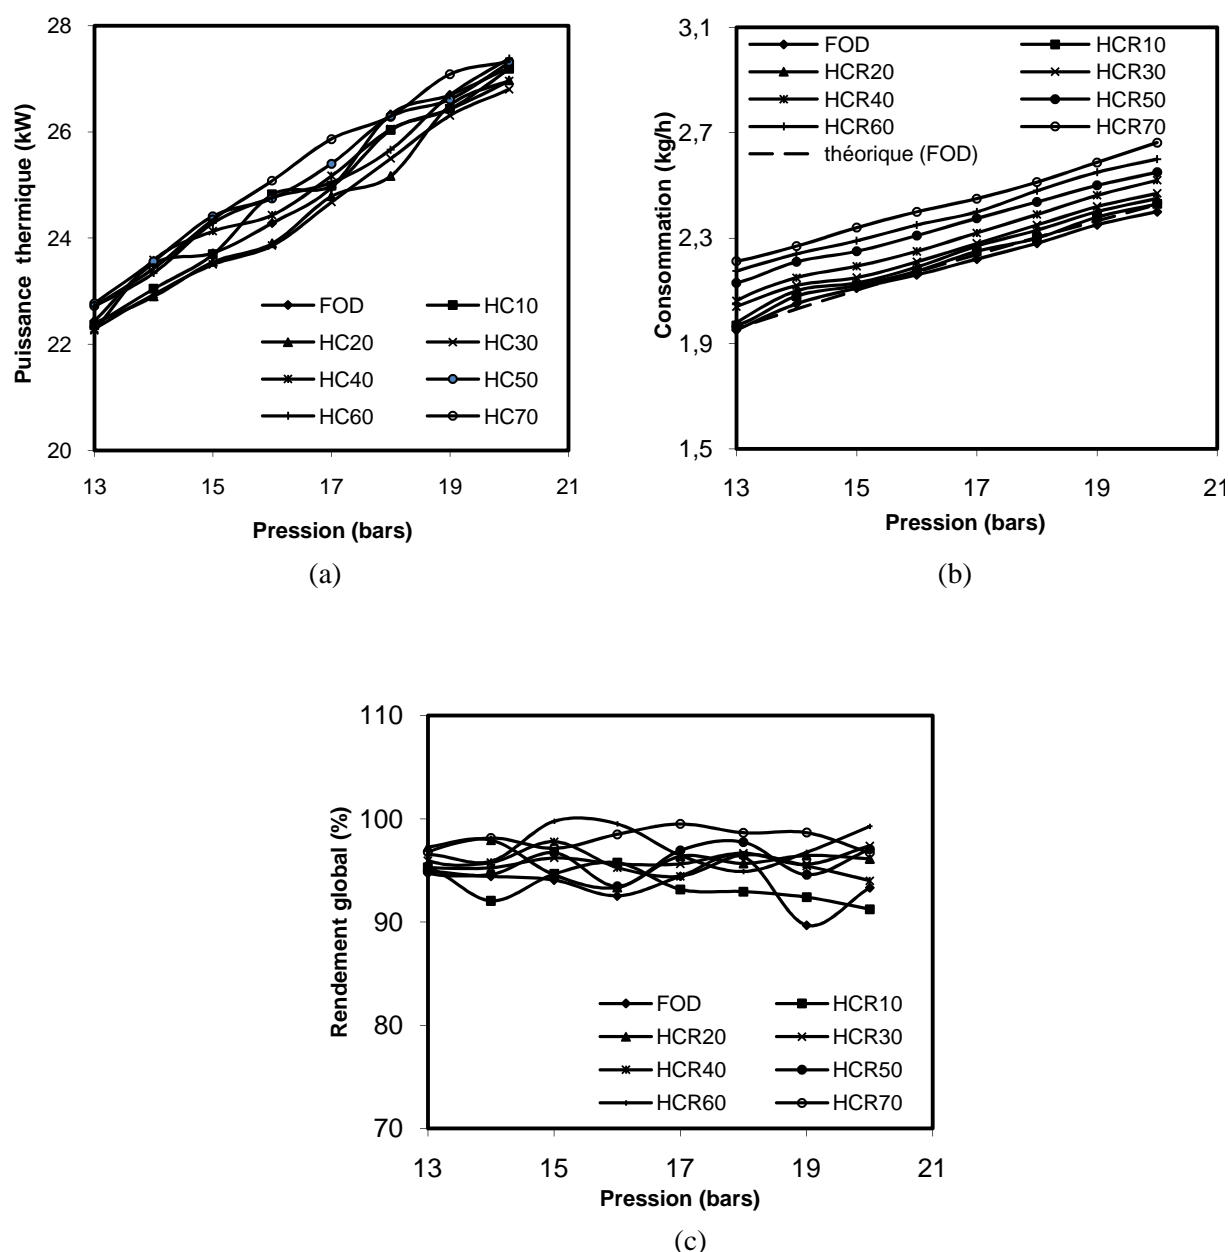 28
26
24
22
20
Puissance thermique (kW)
FOD HC10
HC20 HC30
HC40 HC50
HC60 HC70
13 15 17 19 21
Pression (bars)
(a)
3,1
2,7
2,3
1,9
1,5
Consommation (kg/h)
FOD HCR10
HCR20 HCR30
HCR40 HCR50
HCR60 HCR70
théorique (FOD)
13 15 17 19 21
Pression (bars)
(b)
110
100
90
80
70
Rendement global (%)
FOD HCR10
HCR20 HCR30
HCR40 HCR50
HCR60 HCR70
13 15 17 19 21
Pression (bars)
(c)